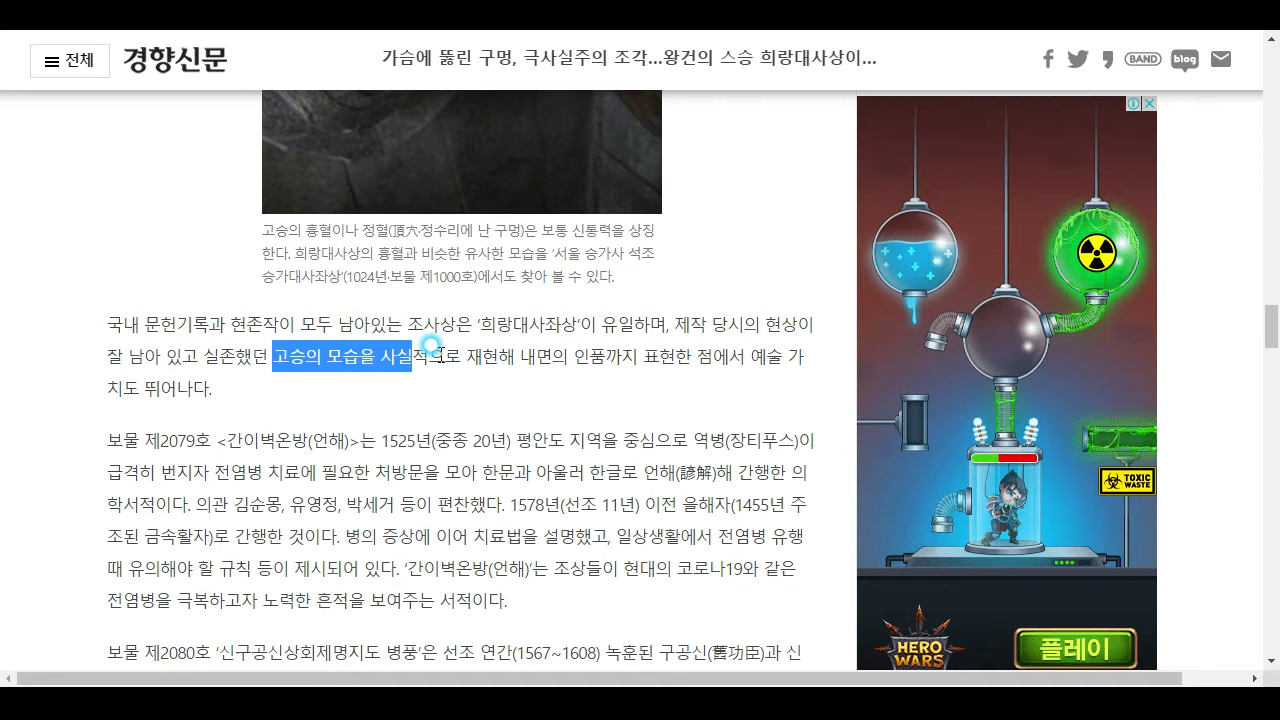 전체
경향신문
가슴에 뚫린 구멍, 극사실주의 조각...왕건의 스승 희랑대사상이...
BAND
blog
고승의 흉혈이나 정혈(頂穴·정수리에 난 구멍)은 보통 신통력을 상징
한다. 희랑대사상의 흉혈과 비슷한 유사한 모습을 ‘서울 승가사 석조
승가대사좌상’(1024년·보물 제1000호)에서도 찾아 볼 수 있다.
국내 문헌기록과 현존작이 모두 남아있는 조사상은 ‘희랑대사좌상’이 유일하며, 제작 당시의 현상이
잘 남아 있고 실존했던 고승의 모습을 사실적으로 재현해 내면의 인품까지 표현한 점에서 예술 가
치도 뛰어나다.
보물 제2079호 <간이벽온방(언해)>는 1525년(중종 20년) 평안도 지역을 중심으로 역병(장티푸스)이
급격히 번지자 전염병 치료에 필요한 처방문을 모아 한문과 아울러 한글로 언해(諺解)해 간행한 의
학서적이다. 의관 김순몽, 유영정, 박세거 등이 편찬했다. 1578년(선조 11년) 이전 을해자(1455년 주
조된 금속활자)로 간행한 것이다. 병의 증상에 이어 치료법을 설명했고, 일상생활에서 전염병 유행
때 유의해야 할 규칙 등이 제시되어 있다. ‘간이벽온방(언해)’는 조상들이 현대의 코로나19와 같은
전염병을 극복하고자 노력한 흔적을 보여주는 서적이다.
보물 제2080호 ‘신구공신상회제명지도 병풍’은 선조 연간(1567~1608) 녹훈된 구공신(舊功臣)과 신
TOXIC
WASTE
HERO
WARS
플레이